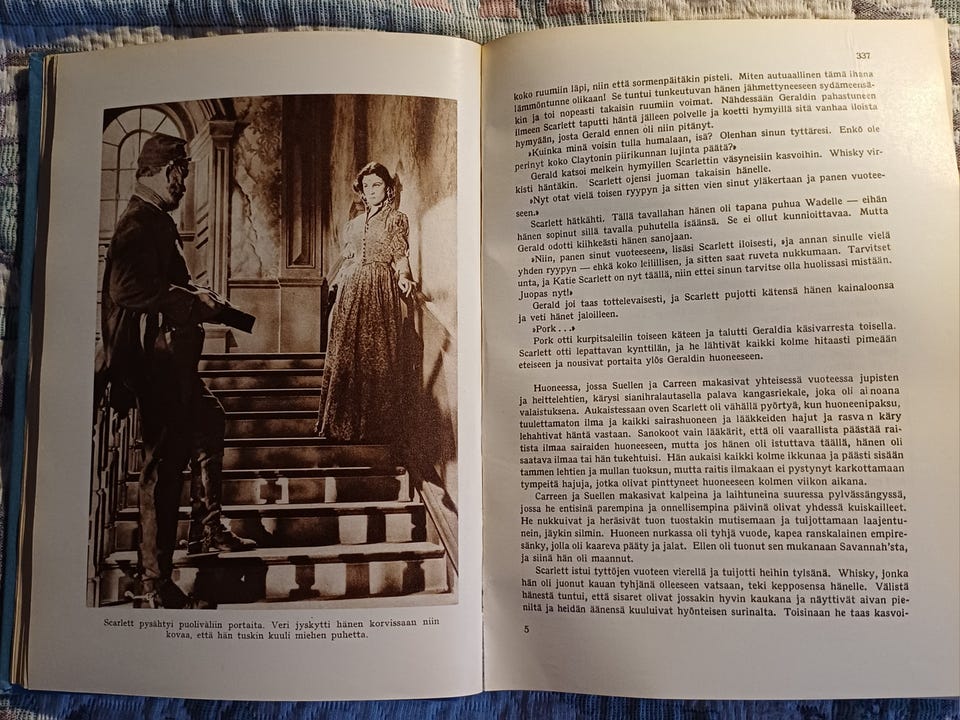 Scarlett pysähtyi puoliväliin portaita. Veri jyskytti hänen korvissaan niin
kovaa, että hän tuskin kuuli miehen puhetta.
337
koko ruumiin läpi, niin että sormenpäitäkin pisteli. Miten autuaallinen tämä ihana
lämmöntunne olikaan! Se tuntui tunkeutuvan hänen jähmettyneeseen sydämeensä-
kin ja toi nopeasti takaisin ruumiin voimat. Nähdessään Geraldin pahastuneen
ilmeen Scarlett taputti häntä jälleen polvelle ja koetti hymyillä sitä vanhaa iloista
hymyään, josta Gerald ennen oli niin pitänyt.
»Kuinka minä voisin tulla humalaan, isä? Olenhan sinun tyttäresi. Enkö ole
perinyt koko Claytonin piirikunnan lujinta päätä?»
Gerald katsoi melkein hymyillen Scarlettin väsyneisiin kasvoihin. Whisky vir-
kisti häntäkin. Scarlett ojensi juoman takaisin hänelle.
»Nyt otat vielä toisen ryypyn ja sitten vien sinut yläkertaan ja panen vuotee-
seen.»
Scarlett hätkähti. Tällä tavallahan hänen oli tapana puhua Wadelle — eihän
hänen sopinut sillä tavalla puhutella isäänsä. Se ei ollut kunnioittavaa. Mutta
Gerald odotti kiihkeästi hänen sanojaan.
»Niin, panen sinut vuoteeseen», lisäsi Scarlett iloisesti, »ja annan sinulle vielä
yhden ryypyn — ehkä koko leilillisen, ja sitten saat ruveta nukkumaan. Tarvitset
unta, ja Katie Scarlett on nyt täällä, niin ettei sinun tarvitse olla huolissasi mistään.
Juopas nyt!»
Gerald joi taas tottelevaisesti, ja Scarlett pujotti kätensä hänen kainaloonsa
ja veti hänet jaloilleen.
»Pork . . .»
Pork otti kurpitsaleilin toiseen käteen ja talutti Geraldia käsivarresta toisella.
Scarlett otti lepattavan kynttilän, ja he lähtivät kaikki kolme hitaasti pimeään
eteiseen ja nousivat portaita ylös Geraldin huoneeseen.
Huoneessa, jossa Suellen ja Carreen makasivat yhteisessä vuoteessa jupisten
ja heittelehtien, kärysi sianihralautasella palava kangasriekale, joka oli ainoana
valaistuksena. Aukaistessaan oven Scarlett oli vähällä pyörtyä, kun huoneenipaksu,
tuulettamaton ilma ja kaikki sairashuoneen ja lääkkeiden hajut ja rasvan käry
lehahtivat häntä vastaan. Sanokoot vain lääkärit, että oli vaarallista päästää rai-
tista ilmaa sairaiden huoneeseen, mutta jos hänen oli istuttava täällä, hänen oli
saatava ilmaa tai hän tukehtuisi. Hän aukaisi kaikki kolme ikkunaa ja päästi sisään
tammen lehtien ja mullan tuoksun, mutta raitis ilmakaan ei pystynyt karkottamaan
tympeitä hajuja, jotka olivat pinttyneet huoneeseen kolmen viikon aikana.
Carreen ja Suellen makasivat kalpeina ja laihtuneina suuressa pylvässängyssä,
jossa he entisinä parempina ja onnellisempina päivinä olivat yhdessä kuiskailleet.
He nukkuivat ja heräsivät tuon tuostakin mutisemaan ja tuijottamaan laajentu-
nein, jäykin silmin. Huoneen nurkassa oli tyhjä vuode, kapea ranskalainen empire-
sänky, jolla oli kaareva pääty ja jalat. Ellen oli tuonut sen mukanaan Savannah'sta,
ja siinä hän oli maannut.
Scarlett istui tyttöjen vuoteen vierellä ja tuijotti heihin tylsänä. Whisky, jonka
hän oli juonut kauan tyhjänä olleeseen vatsaan, teki kepposensa hänelle. Välistä
hänestä tuntui, että sisaret olivat jossakin hyvin kaukana ja näyttivät aivan pie-
niltä ja heidän äänensä kuuluivat hyönteisen surinalta. Toisinaan he taas kasvoi-
5